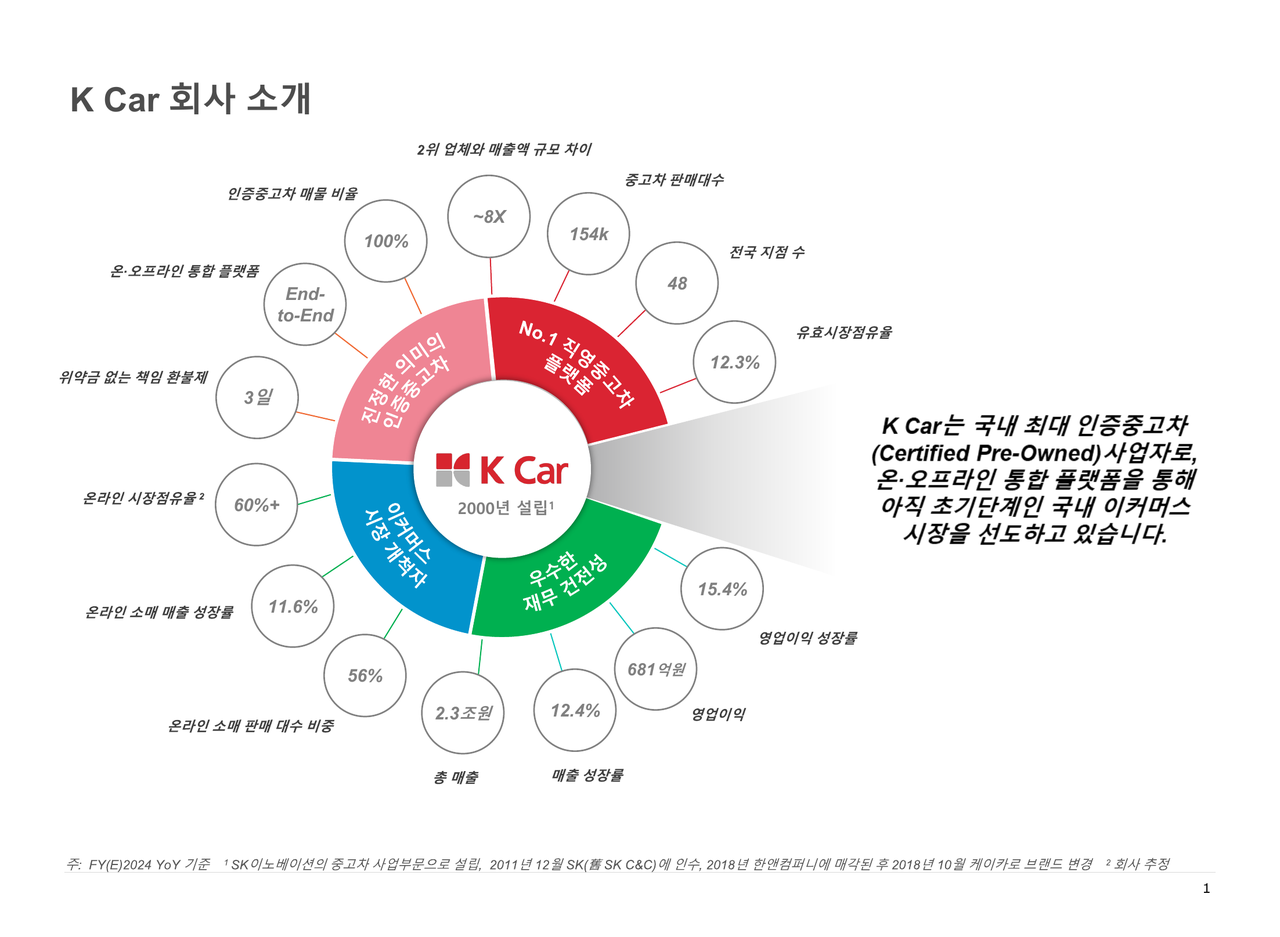 K Car 회사 소개
2위 업체와 매출액 규모 차이
~8X
중고차 판매대수
154k
전국 지점 수
48
유효시장점유율
12.3%
No.1 직영중고차
플랫폼
인증중고차 매물 비율
100%
온·오프라인 통합 플랫폼
End-
to-End
위약금 없는 책임 환불제
3일
진정한 의미의
인증중고차
K Car
2000년 설립¹
온라인 시장점유율 ²
60%+
온라인 소매 매출 성장률
11.6%
온라인 소매 판매 대수 비중
56%
이커머스
시장 개척자
우수한
재무 건전성
2.3조원
총 매출
12.4%
매출 성장률
681억원
영업이익
15.4%
영업이익 성장률
K Car는 국내 최대 인증중고차
(Certified Pre-Owned)사업자로,
온·오프라인 통합 플랫폼을 통해
아직 초기단계인 국내 이커머스
시장을 선도하고 있습니다.
주: FY(E)2024 YoY 기준 ¹ SK이노베이션의 중고차 사업부문으로 설립, 2011년 12월 SK(舊 SK C&C)에 인수, 2018년 한앤컴퍼니에 매각된 후 2018년 10월 케이카로 브랜드 변경 ² 회사 추정
1